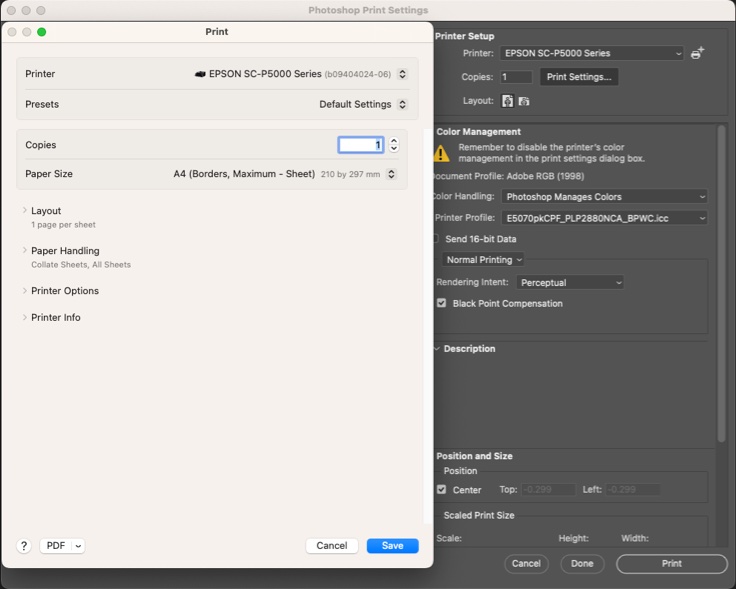 Photoshop Print Settings
Print
Printer EPSON SC-P5000 Series (b09404024-06)
Presets Default Settings
Copies 1
Paper Size A4 (Borders, Maximum - Sheet) 210 by 297 mm
Layout
1 page per sheet
Paper Handling
Collate Sheets, All Sheets
Printer Options
Printer Info
? PDF Cancel Save
Printer Setup
Printer: EPSON SC-P5000 Series
Copies: 1 Print Settings...
Layout:
Color Management
Remember to disable the printer's color
management in the print settings dialog box.
Document Profile: Adobe RGB (1998)
Color Handling: Photoshop Manages Colors
Printer Profile: E5070pkCPF_PLP2880NCA_BPWC.icc
Send 16-bit Data
Normal Printing
Rendering Intent: Perceptual
Black Point Compensation
Description
Position and Size
Position
Center Top: -0.299 Left: -0.299
Scaled Print Size
Scale: Height: Width:
Cancel Done Print